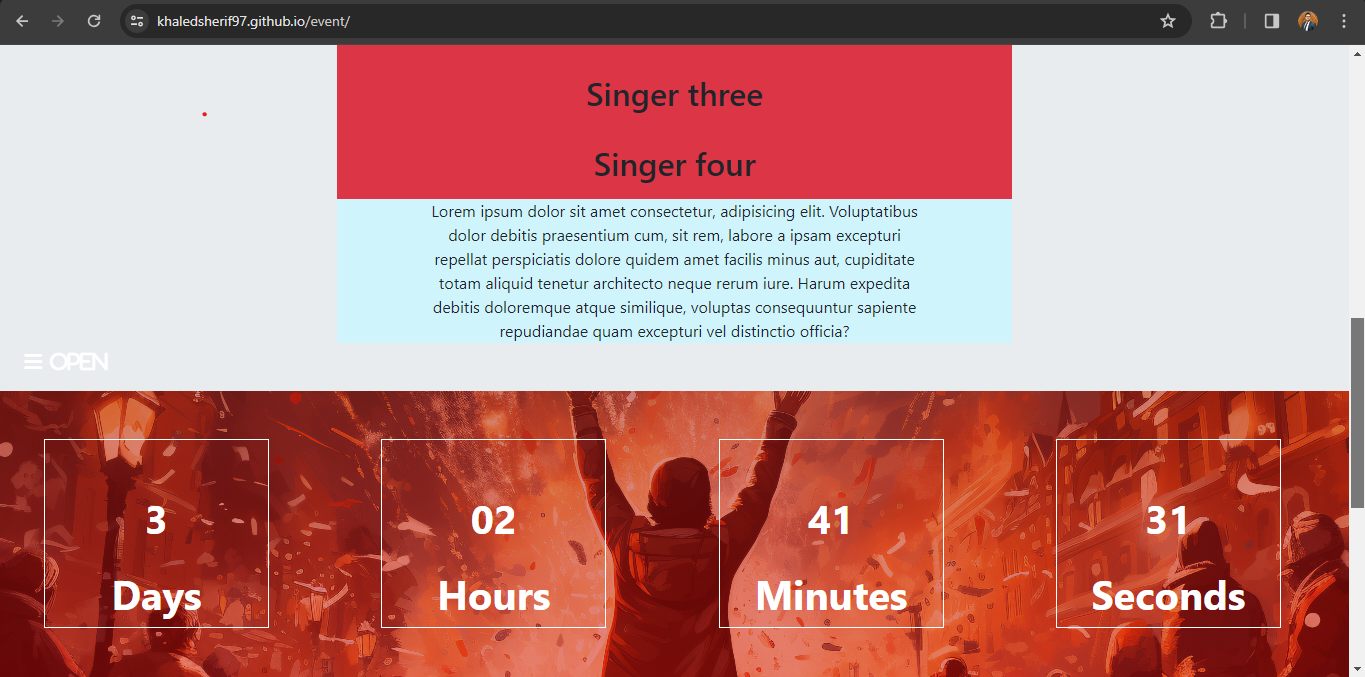 khaledsherif97.github.io/event/
Singer three
Singer four
Lorem ipsum dolor sit amet consectetur, adipisicing elit. Voluptatibus
dolor debitis praesentium cum, sit rem, labore a ipsam excepturi
repellat perspiciatis dolore quidem amet facilis minus aut, cupiditate
totam aliquid tenetur architecto neque rerum iure. Harum expedita
debitis doloremque atque similique, voluptas consequuntur sapiente
repudiandae quam excepturi vel distinctio officia?
OPEN
3 02 41 31
Days Hours Minutes Seconds